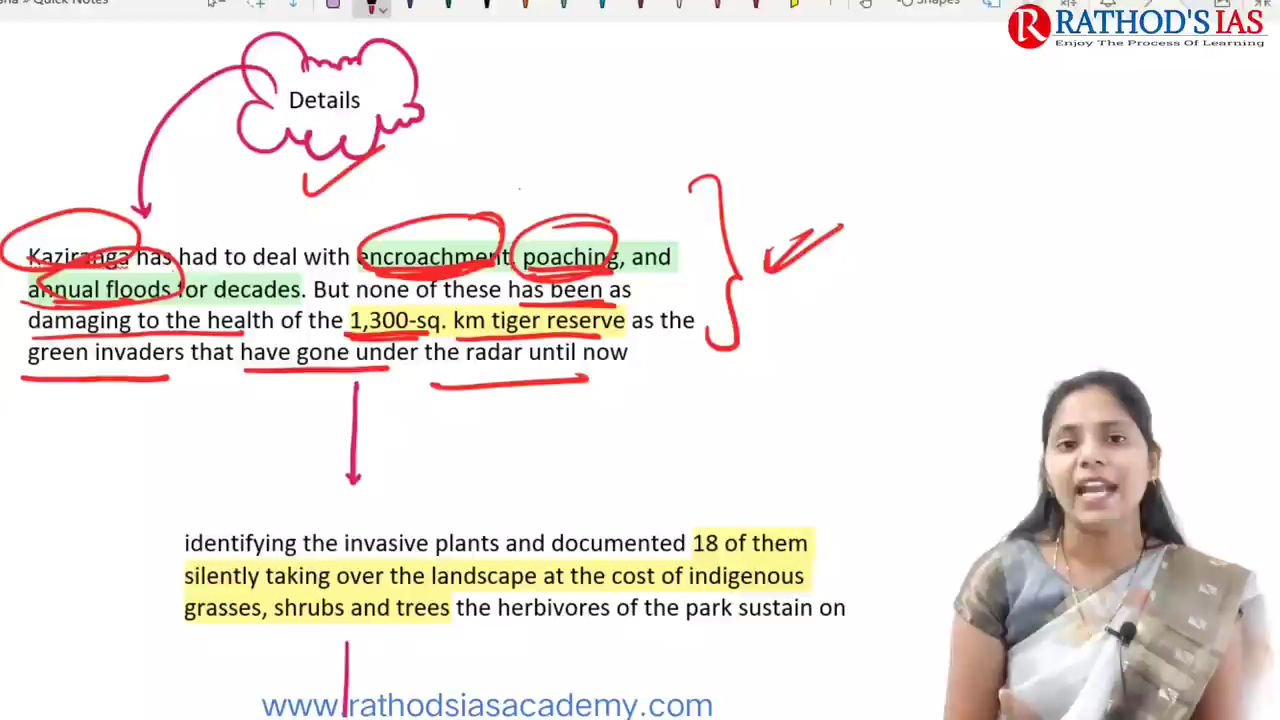 Quick Notes
Shapes
RATHOD'S IAS
Enjoy The Process Of Learning
Details
Kaziranga has had to deal with encroachment, poaching, and
annual floods for decades. But none of these has been as
damaging to the health of the 1,300-sq. km tiger reserve as the
green invaders that have gone under the radar until now
identifying the invasive plants and documented 18 of them
silently taking over the landscape at the cost of indigenous
grasses, shrubs and trees the herbivores of the park sustain on
www.rathodsiasacademy.com